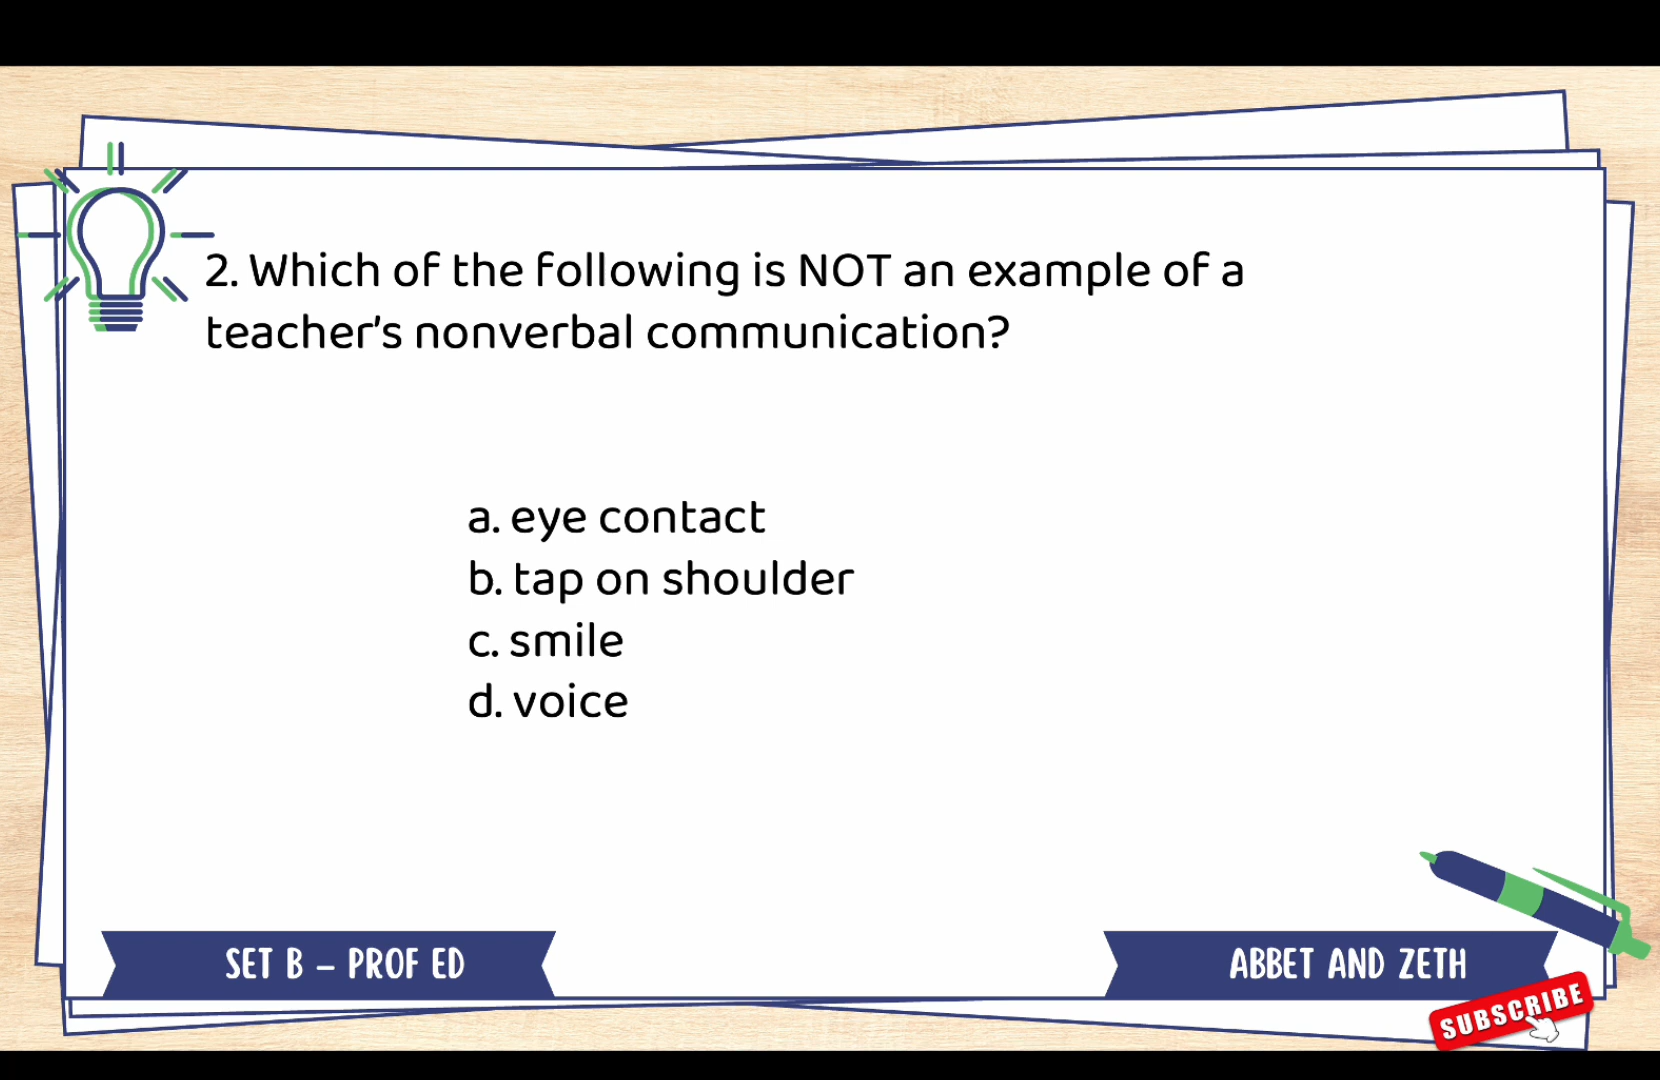 2. Which of the following is NOT an example of a
teacher's nonverbal communication?
a. eye contact
b. tap on shoulder
c. smile
d. voice
SET B – PROF ED
ABBET AND ZETH
SUBSCRIBE